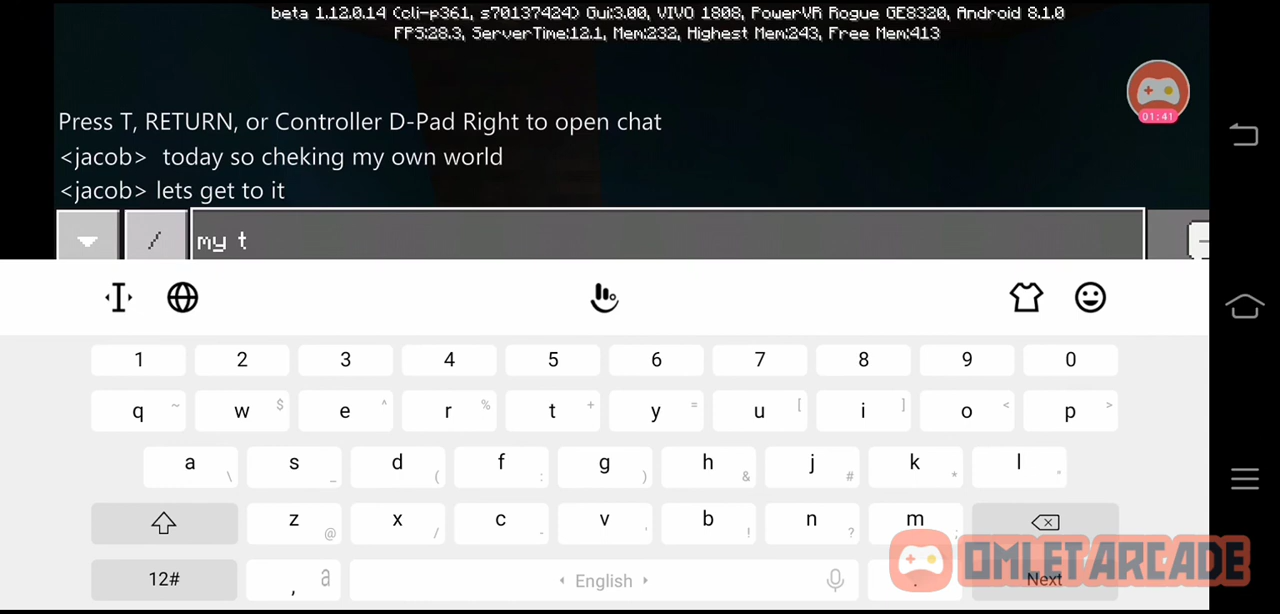 beta 1.12.0.14 (cli-p361, s70137424) Gui:3.00, VIVO 1808, PowerVR Rogue GE8320, Android 8.1.0
FPS:28.3, ServerTime:12.1, Mem:232, Highest Mem:243, Free Mem:413
01:41
Press T, RETURN, or Controller D-Pad Right to open chat
<jacob>  today so cheking my own world
<jacob> lets get to it
/ my t
1 2 3 4 5 6 7 8 9 0
q ~ w $ e ^ r % t + y = u [ i ] o < p >
a \ s _ d ( f : g ) h & j # k * l "
z @ x / c - v ' b ! n ? m ;
12# , a English . Next
OMLET ARCADE